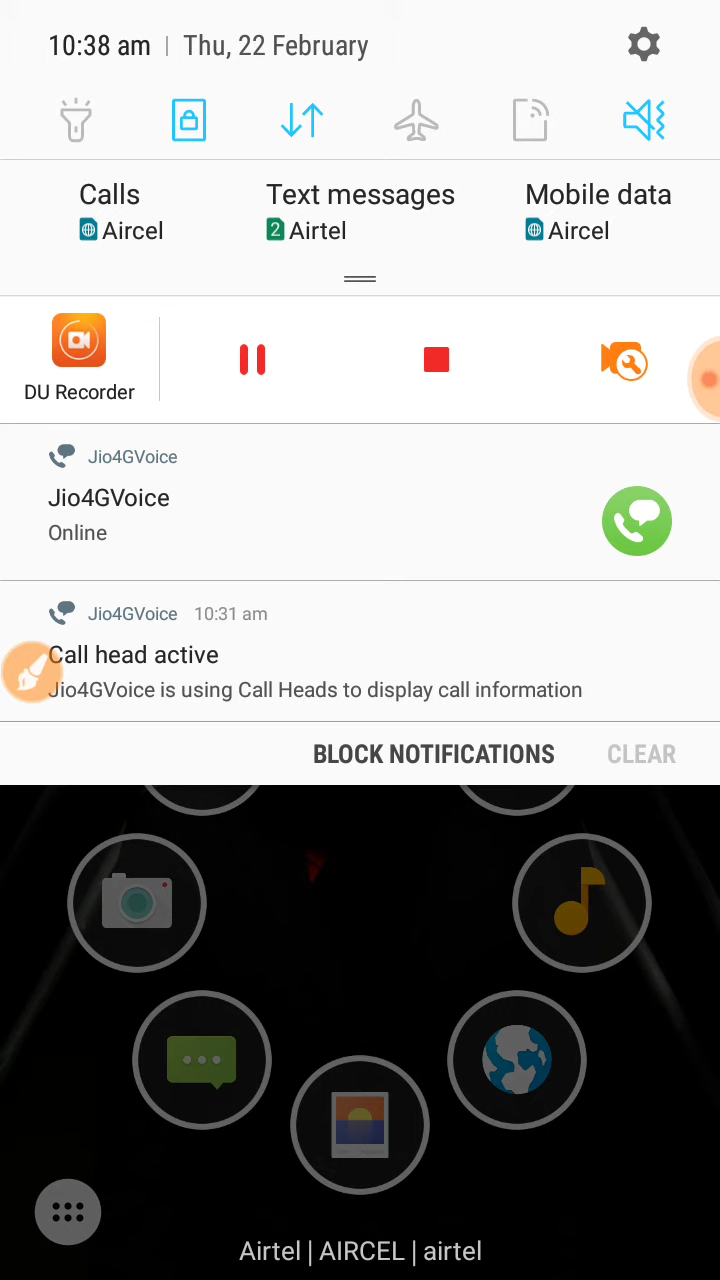 10:38 am | Thu, 22 February
Calls Text messages Mobile data
Aircel 2 Airtel Aircel
DU Recorder
Jio4GVoice
Jio4GVoice
Online
Jio4GVoice 10:31 am
Call head active
Jio4GVoice is using Call Heads to display call information
BLOCK NOTIFICATIONS CLEAR
Airtel | AIRCEL | airtel